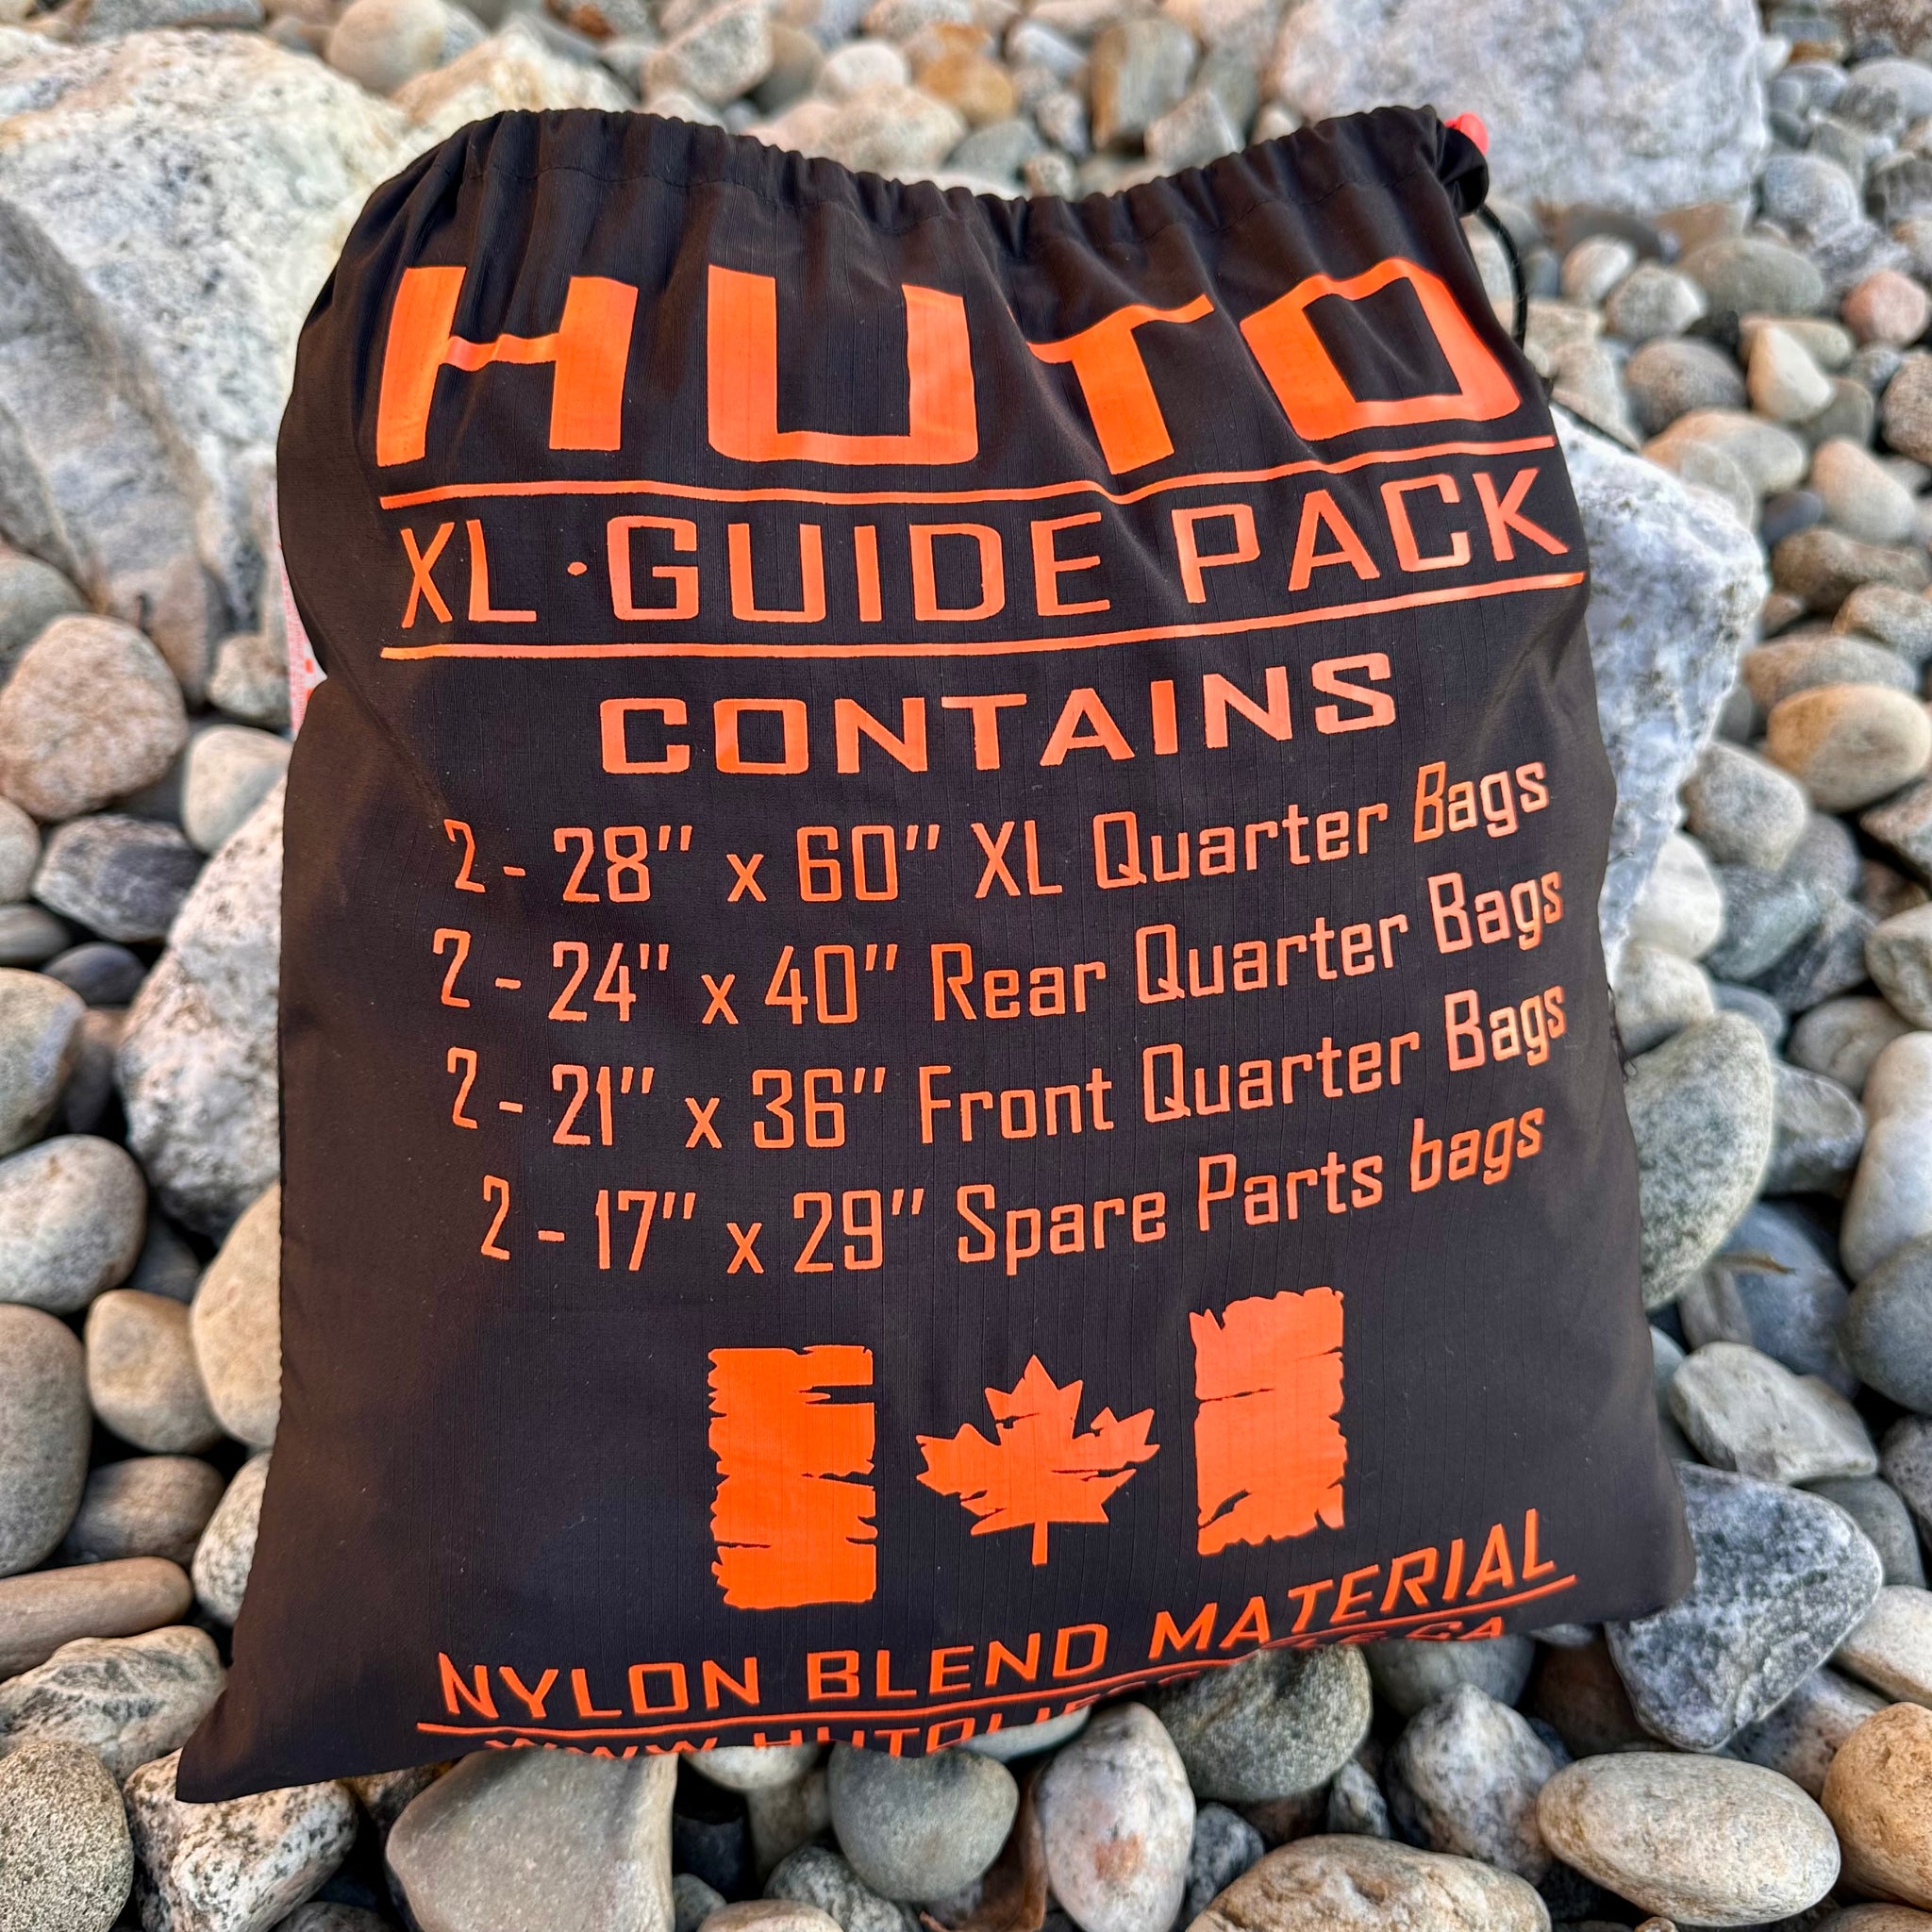 HUTO
XL · GUIDE PACK
CONTAINS
2 - 28" x 60" XL Quarter Bags
2 - 24" x 40" Rear Quarter Bags
2 - 21" x 36" Front Quarter Bags
2 - 17" x 29" Spare Parts bags
NYLON BLEND MATERIAL